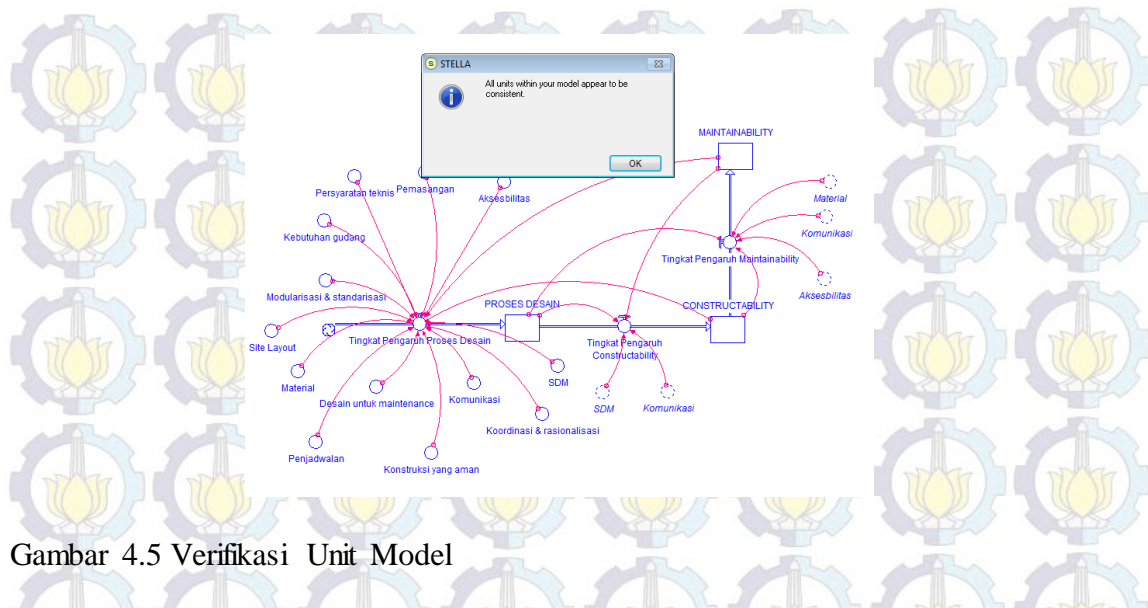 STELLA
All units within your model appear to be
consistent.
OK
MAINTAINABILITY
Persyaratan teknis
Pemasangan
Aksesbilitas
Material
Komunikasi
Kebutuhan gudang
Tingkat Pengaruh Maintainability
Aksesbilitas
Modularisasi & standarisasi
PROSES DESAIN
CONSTRUCTABILITY
Site Layout
Tingkat Pengaruh Proses Desain
Tingkat Pengaruh
Constructability
Material
Desain untuk maintenance
Komunikasi
SDM
SDM
Komunikasi
Koordinasi & rasionalisasi
Penjadwalan
Konstruksi yang aman
Gambar 4.5 Verifikasi Unit Model